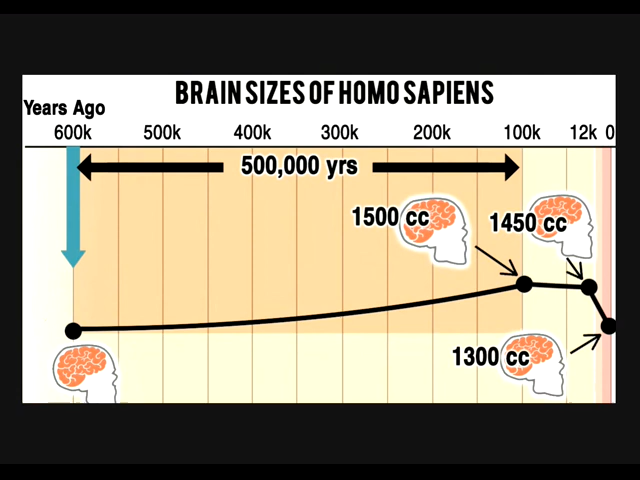 BRAIN SIZES OF HOMO SAPIENS
Years Ago
600k 500k 400k 300k 200k 100k 12k 0
500,000 yrs
1500 cc
1450 cc
1300 cc